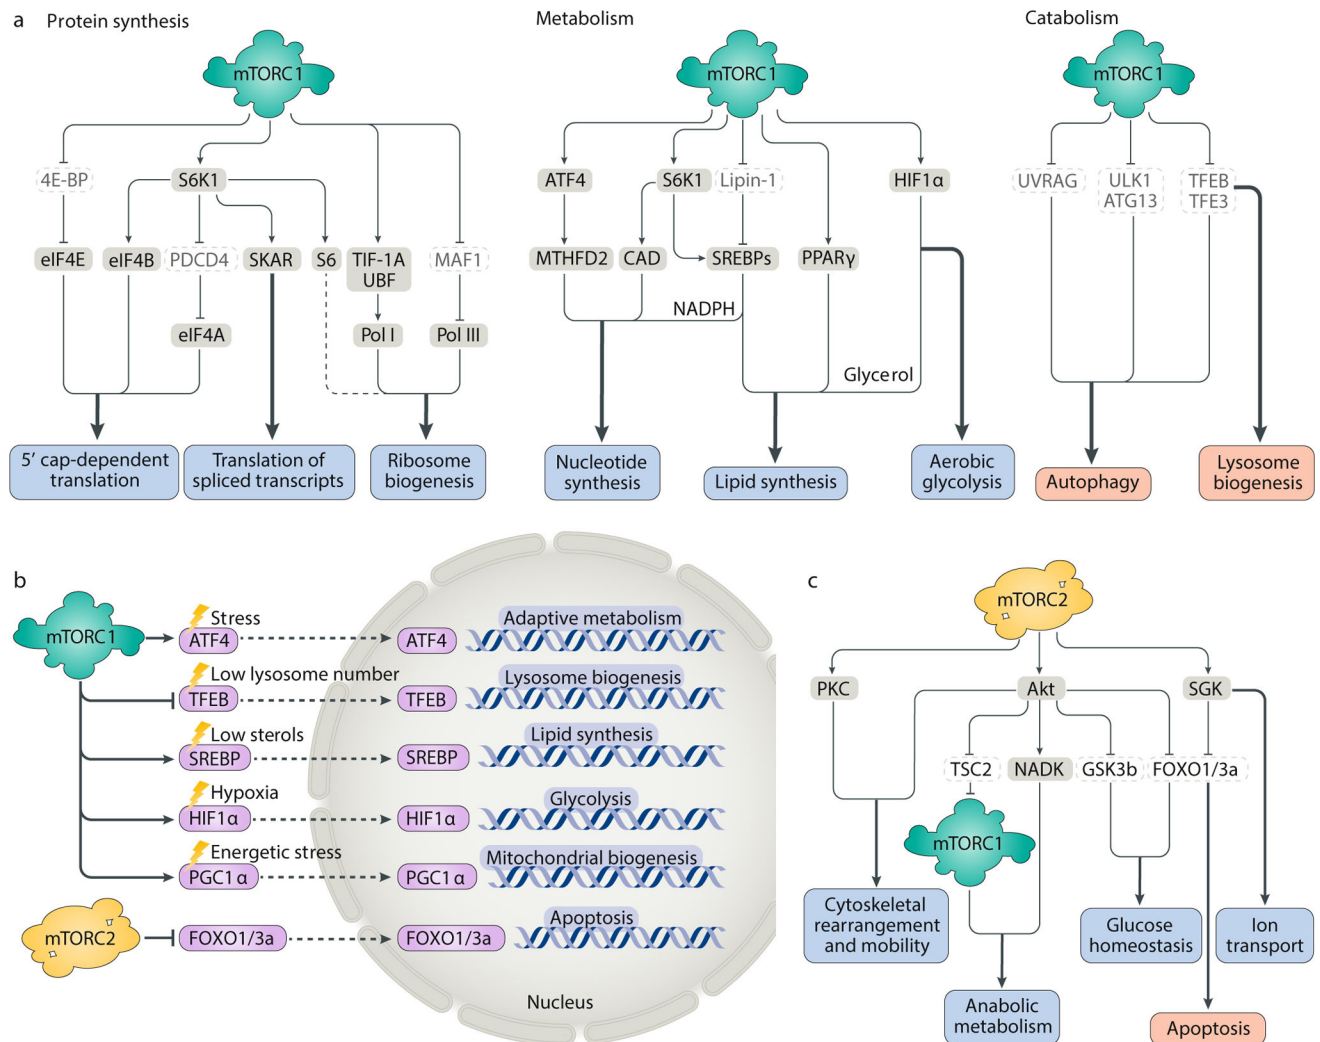 a
Protein synthesis
Metabolism
Catabolism
mTORC1
mTORC1
mTORC1
4E-BP
S6K1
ATF4
S6K1
Lipin-1
HIF1α
UVRAG
ULK1
ATG13
TFEB
TFE3
eIF4E
eIF4B
PDCD4
SKAR
S6
TIF-1A
UBF
MAF1
MTHFD2
CAD
SREBPs
PPARγ
NADPH
eIF4A
Pol I
Pol III
Glycerol
5′ cap-dependent
translation
Translation of
spliced transcripts
Ribosome
biogenesis
Nucleotide
synthesis
Lipid synthesis
Aerobic
glycolysis
Autophagy
Lysosome
biogenesis
b
mTORC1
Stress
ATF4
ATF4
Adaptive metabolism
Low lysosome number
TFEB
TFEB
Lysosome biogenesis
Low sterols
SREBP
SREBP
Lipid synthesis
Hypoxia
HIF1α
HIF1α
Glycolysis
Energetic stress
PGC1α
PGC1α
Mitochondrial biogenesis
mTORC2
FOXO1/3a
FOXO1/3a
Apoptosis
Nucleus
c
mTORC2
PKC
Akt
SGK
TSC2
NADK
GSK3b
FOXO1/3a
mTORC1
Cytoskeletal
rearrangement
and mobility
Glucose
homeostasis
Ion
transport
Anabolic
metabolism
Apoptosis